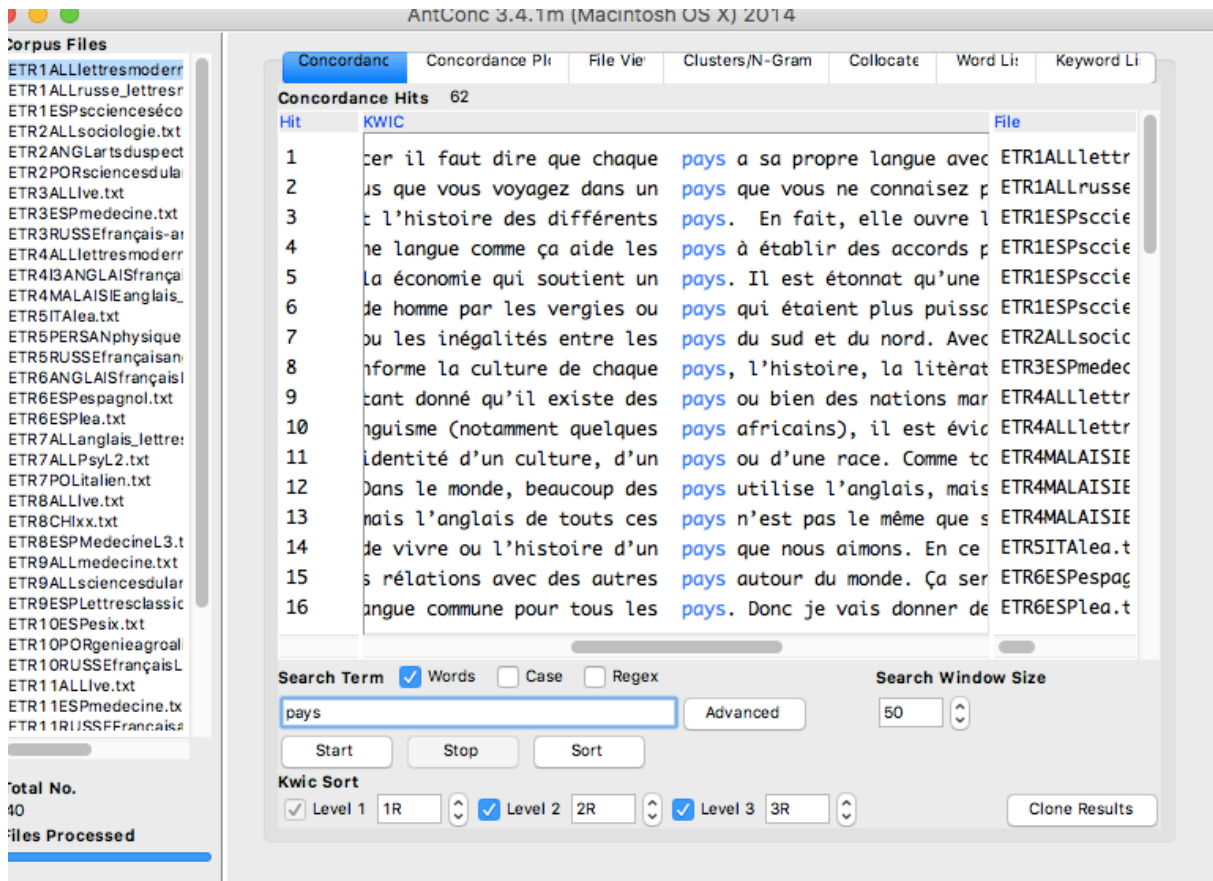 AntConc 3.4.1m (Macintosh OS X) 2014
Corpus Files
ETR1ALLlettresmoderr
ETR1ALLrusse_lettresr
ETR1ESPsccienceséco
ETR2ALLsociologie.txt
ETR2ANGLartsduspect
ETR2PORsciencesdula
ETR3ALLlve.txt
ETR3ESPmedecine.txt
ETR3RUSSEfrançais-ar
ETR4ALLlettresmoderr
ETR4I3ANGLAISfrançai
ETR4MALAISIEanglais_
ETR5ITAlea.txt
ETR5PERSANphysique
ETR5RUSSEfrançaisan
ETR6ANGLAISfrançaisl
ETR6ESPespagnol.txt
ETR6ESPlea.txt
ETR7ALLanglais_lettre
ETR7ALLPsyL2.txt
ETR7POLitalien.txt
ETR8ALLlve.txt
ETR8CHIxx.txt
ETR8ESPMedecineL3.t
ETR9ALLmedecine.txt
ETR9ALLsciencesdular
ETR9ESPLettresclassic
ETR10ESPesix.txt
ETR10PORgenieagroali
ETR10RUSSEfrançaisL
ETR11ALLlve.txt
ETR11ESPmedecine.tx
ETR11RUSSEFrancaisa
Total No.
40
Files Processed
Concordanc Concordance Plo File Vie Clusters/N-Gram Collocate Word Li Keyword Li
Concordance Hits 62
Hit KWIC File
1 cer il faut dire que chaque pays a sa propre langue avec ETR1ALLlettr
2 us que vous voyagez dans un pays que vous ne connaisez p ETR1ALLrusse
3 t l'histoire des différents pays. En fait, elle ouvre l ETR1ESPsccie
4 ne langue comme ça aide les pays à établir des accords p ETR1ESPsccie
5 la économie qui soutient un pays. Il est étonnat qu'une ETR1ESPsccie
6 de homme par les vergies ou pays qui étaient plus puissa ETR1ESPsccie
7 ou les inégalités entre les pays du sud et du nord. Avec ETR2ALLsocio
8 nforme la culture de chaque pays, l'histoire, la litèrat ETR3ESPmedec
9 tant donné qu'il existe des pays ou bien des nations mar ETR4ALLlettr
10 nguisme (notamment quelques pays africains), il est évid ETR4ALLlettr
11 identité d'un culture, d'un pays ou d'une race. Comme to ETR4MALAISIE
12 Dans le monde, beaucoup des pays utilise l'anglais, mais ETR4MALAISIE
13 mais l'anglais de touts ces pays n'est pas le même que s ETR4MALAISIE
14 de vivre ou l'histoire d'un pays que nous aimons. En ce ETR5ITAlea.t
15 s rélations avec des autres pays autour du monde. Ça ser ETR6ESPespag
16 angue commune pour tous les pays. Donc je vais donner de ETR6ESPlea.t
Search Term Words Case Regex Search Window Size
pays Advanced 50
Start Stop Sort
Kwic Sort
Level 1 1R Level 2 2R Level 3 3R Clone Results